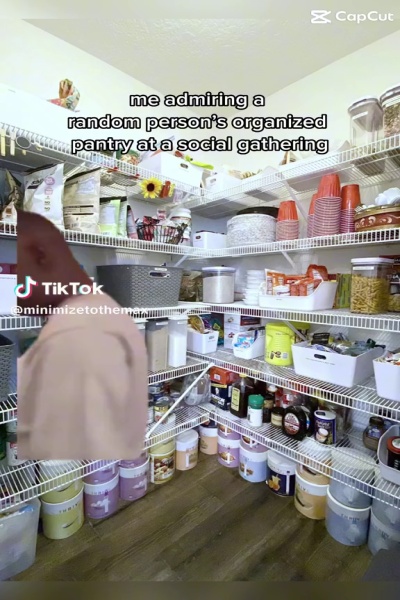 CapCut
me admiring a
random person's organized
pantry at a social gathering
TikTok
@minimizetothemax